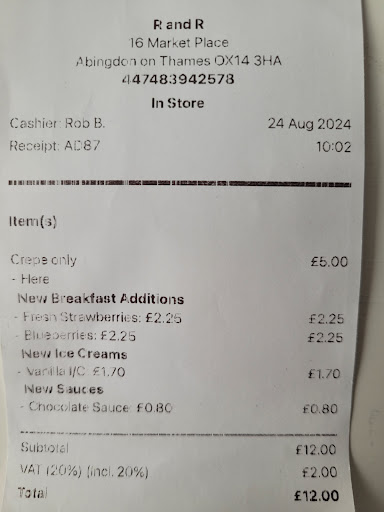 R and R
16 Market Place
Abingdon on Thames OX14 3HA
447483942578
In Store
Cashier: Rob B. 24 Aug 2024
Receipt: AD87 10:02
Item(s)
Crepe only £5.00
- Here
New Breakfast Additions
- Fresh Strawberries: £2.25 £2.25
- Blueberries: £2.25 £2.25
New Ice Creams
- Vanilla I/C: £1.70 £1.70
New Sauces
- Chocolate Sauce: £0.80 £0.80
Subtotal £12.00
VAT (20%) (incl. 20%) £2.00
Total £12.00